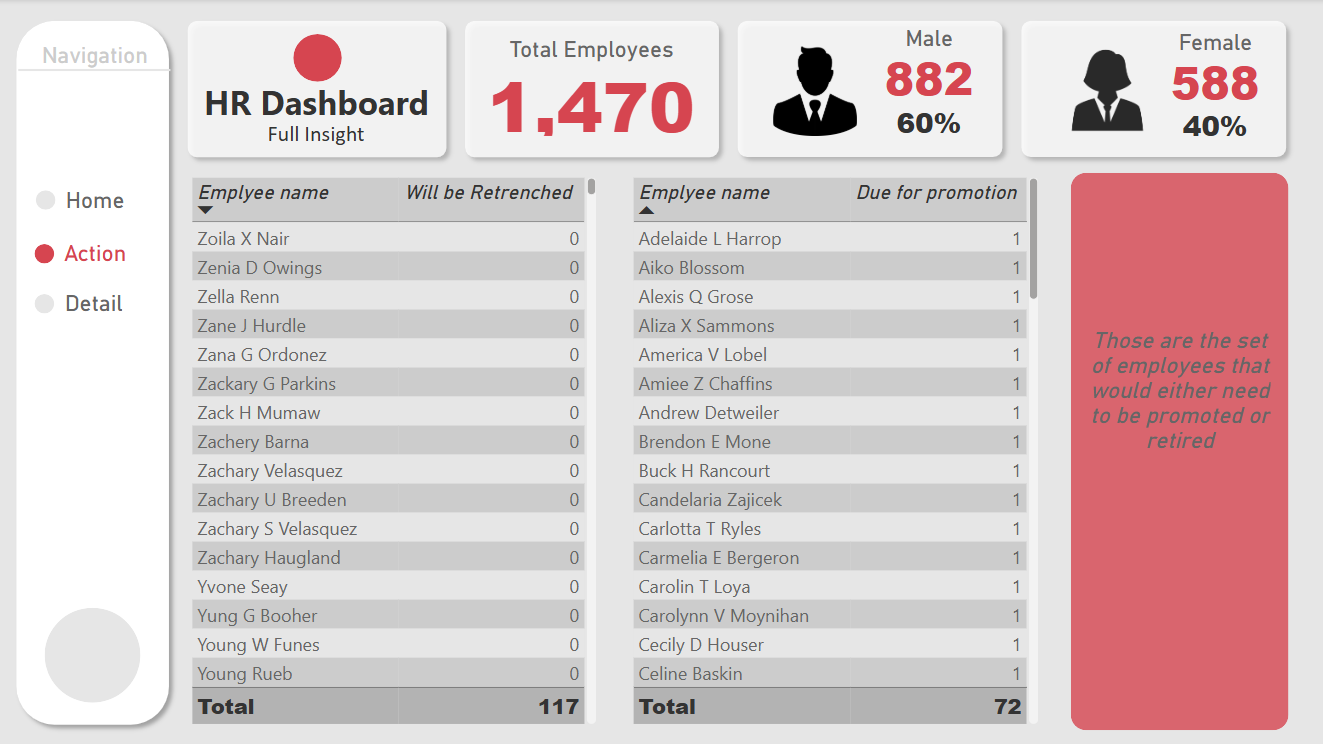 Navigation
Home
Action
Detail
HR Dashboard
Full Insight
Total Employees
1,470
Male
882
60%
Female
588
40%
Emplyee name Will be Retrenched
Zoila X Nair 0
Zenia D Owings 0
Zella Renn 0
Zane J Hurdle 0
Zana G Ordonez 0
Zackary G Parkins 0
Zack H Mumaw 0
Zachery Barna 0
Zachary Velasquez 0
Zachary U Breeden 0
Zachary S Velasquez 0
Zachary Haugland 0
Yvone Seay 0
Yung G Booher 0
Young W Funes 0
Young Rueb 0
Total 117
Emplyee name Due for promotion
Adelaide L Harrop 1
Aiko Blossom 1
Alexis Q Grose 1
Aliza X Sammons 1
America V Lobel 1
Amiee Z Chaffins 1
Andrew Detweiler 1
Brendon E Mone 1
Buck H Rancourt 1
Candelaria Zajicek 1
Carlotta T Ryles 1
Carmelia E Bergeron 1
Carolin T Loya 1
Carolynn V Moynihan 1
Cecily D Houser 1
Celine Baskin 1
Total 72
Those are the set
of employees that
would either need
to be promoted or
retired